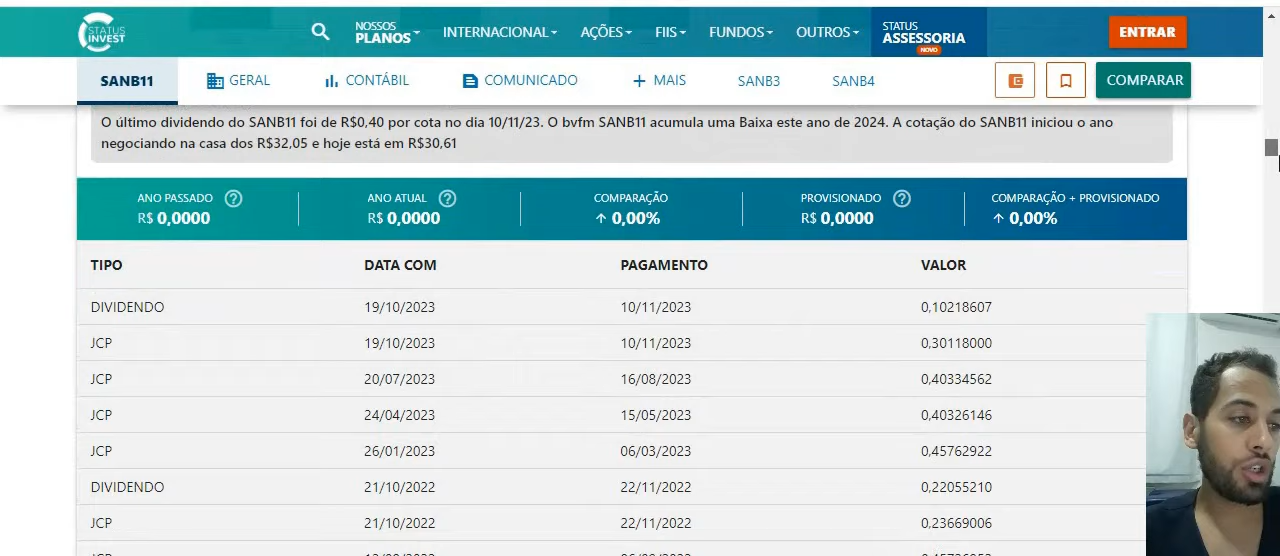 STATUS
INVEST
NOSSOS
PLANOS
INTERNACIONAL
AÇÕES
FIIS
FUNDOS
OUTROS
STATUS
ASSESSORIA
NOVO
ENTRAR
SANB11
GERAL
CONTÁBIL
COMUNICADO
MAIS
SANB3
SANB4
COMPARAR
O último dividendo do SANB11 foi de R$0,40 por cota no dia 10/11/23. O bvfm SANB11 acumula uma Baixa este ano de 2024. A cotação do SANB11 iniciou o ano
negociando na casa dos R$32,05 e hoje está em R$30,61
ANO PASSADO
R$ 0,0000
ANO ATUAL
R$ 0,0000
COMPARAÇÃO
0,00%
PROVISIONADO
R$ 0,0000
COMPARAÇÃO + PROVISIONADO
0,00%
TIPO DATA COM PAGAMENTO VALOR
DIVIDENDO 19/10/2023 10/11/2023 0,10218607
JCP 19/10/2023 10/11/2023 0,30118000
JCP 20/07/2023 16/08/2023 0,40334562
JCP 24/04/2023 15/05/2023 0,40326146
JCP 26/01/2023 06/03/2023 0,45762922
DIVIDENDO 21/10/2022 22/11/2022 0,22055210
JCP 21/10/2022 22/11/2022 0,23669006